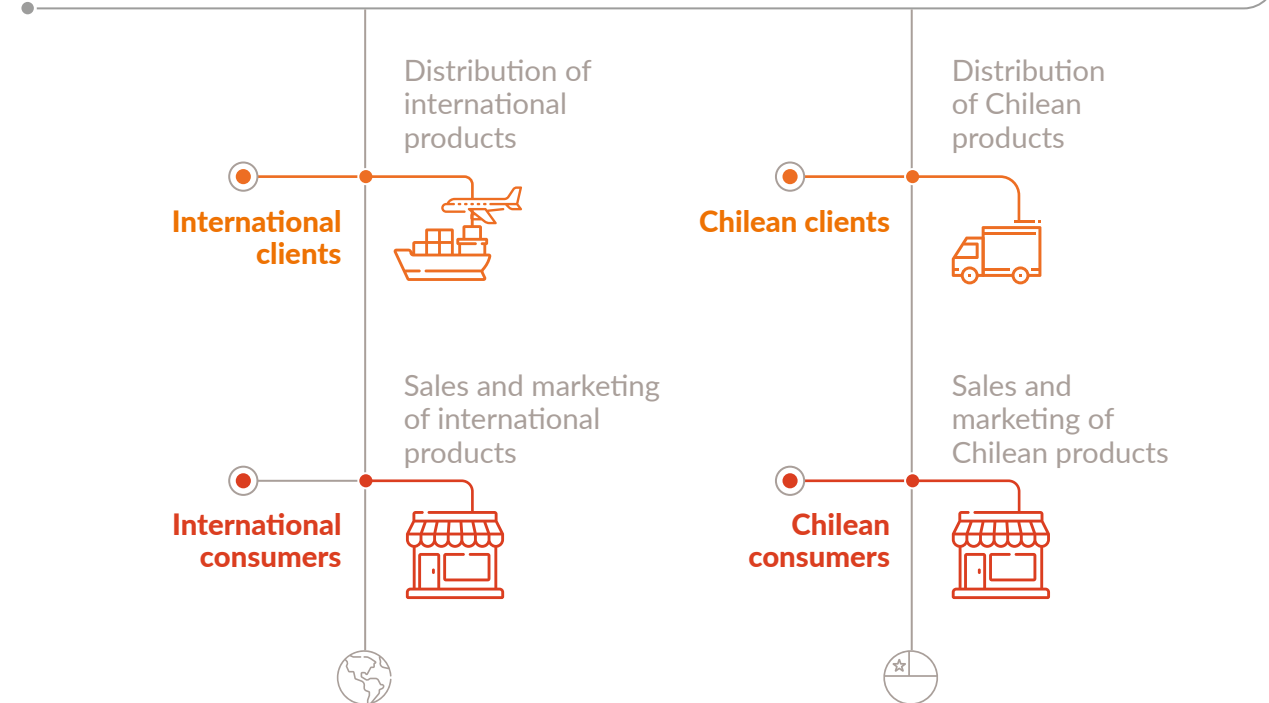 Distribution of
international
products
International
clients
Sales and marketing
of international
products
International
consumers
Distribution
of Chilean
products
Chilean clients
Sales and
marketing of
Chilean products
Chilean
consumers